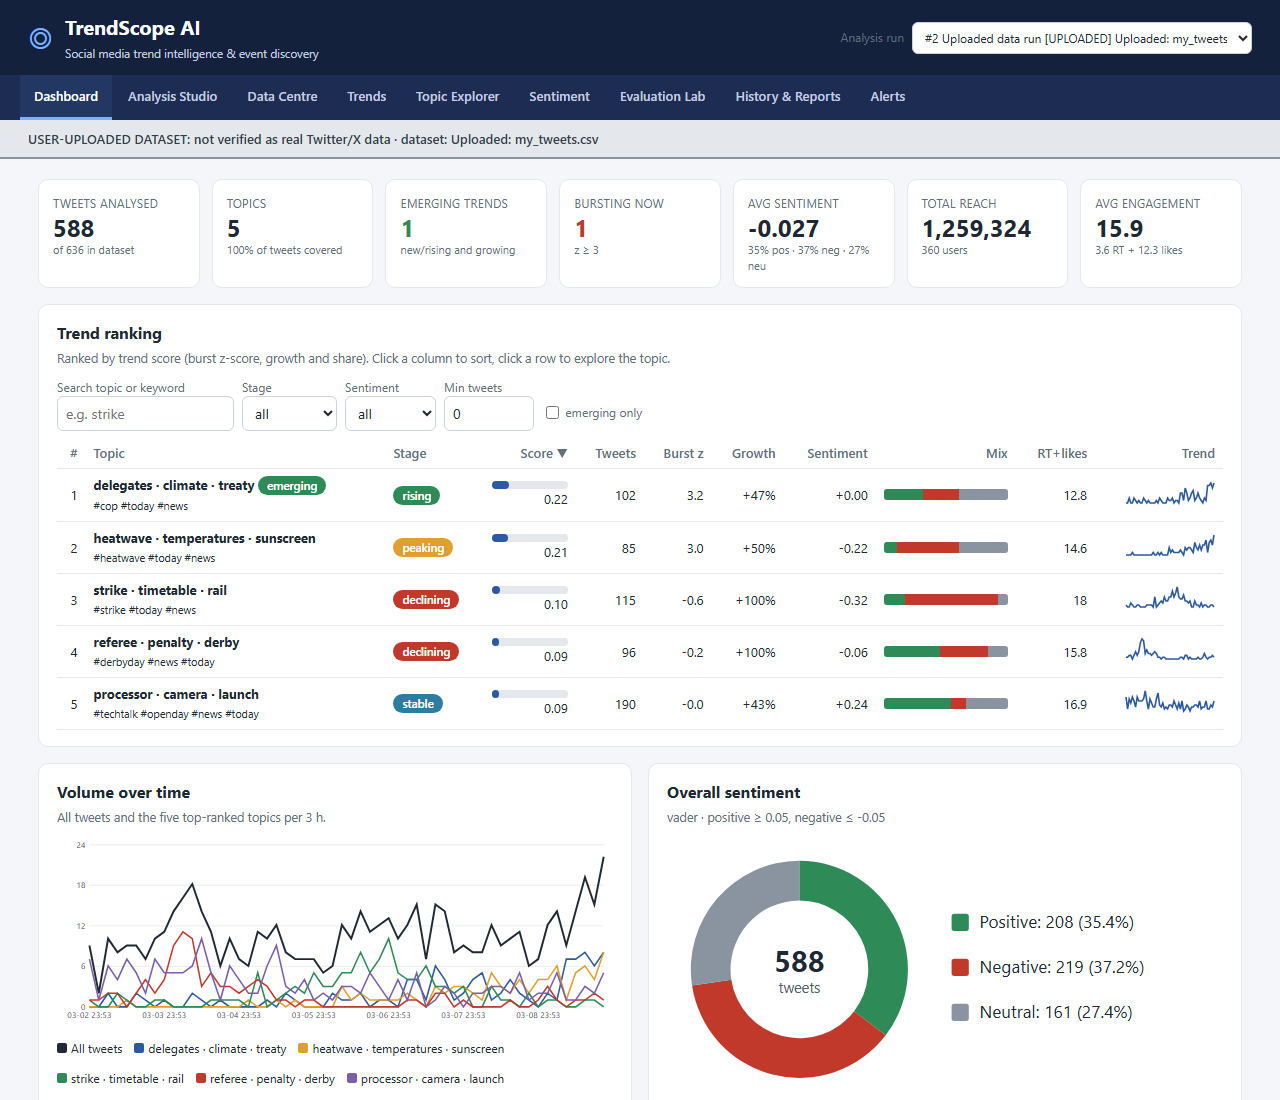 TrendScope AI
Social media trend intelligence & event discovery
Analysis run
#2 Uploaded data run [UPLOADED] Uploaded: my_tweets
Dashboard Analysis Studio Data Centre Trends Topic Explorer Sentiment Evaluation Lab History & Reports Alerts
USER-UPLOADED DATASET: not verified as real Twitter/X data · dataset: Uploaded: my_tweets.csv
TWEETS ANALYSED
588
of 636 in dataset
TOPICS
5
100% of tweets covered
EMERGING TRENDS
1
new/rising and growing
BURSTING NOW
1
z ≥ 3
AVG SENTIMENT
-0.027
35% pos · 37% neg · 27%
neu
TOTAL REACH
1,259,324
360 users
AVG ENGAGEMENT
15.9
3.6 RT + 12.3 likes
Trend ranking
Ranked by trend score (burst z-score, growth and share). Click a column to sort, click a row to explore the topic.
Search topic or keyword Stage Sentiment Min tweets
e.g. strike all all 0 emerging only
# Topic Stage Score ▼ Tweets Burst z Growth Sentiment Mix RT+likes Trend
1 delegates · climate · treaty emerging rising 0.22 102 3.2 +47% +0.00 12.8
#cop #today #news
2 heatwave · temperatures · sunscreen peaking 0.21 85 3.0 +50% -0.22 14.6
#heatwave #today #news
3 strike · timetable · rail declining 0.10 115 -0.6 +100% -0.32 18
#strike #today #news
4 referee · penalty · derby declining 0.09 96 -0.2 +100% -0.06 15.8
#derbyday #news #today
5 processor · camera · launch stable 0.09 190 -0.0 +43% +0.24 16.9
#techtalk #openday #news #today
Volume over time
All tweets and the five top-ranked topics per 3 h.
24
18
12
6
0
03-02 23:53 03-03 23:53 03-04 23:53 03-05 23:53 03-06 23:53 03-07 23:53 03-08 23:53
All tweets delegates · climate · treaty heatwave · temperatures · sunscreen
strike · timetable · rail referee · penalty · derby processor · camera · launch
Overall sentiment
vader · positive ≥ 0.05, negative ≤ -0.05
588
tweets
Positive: 208 (35.4%)
Negative: 219 (37.2%)
Neutral: 161 (27.4%)